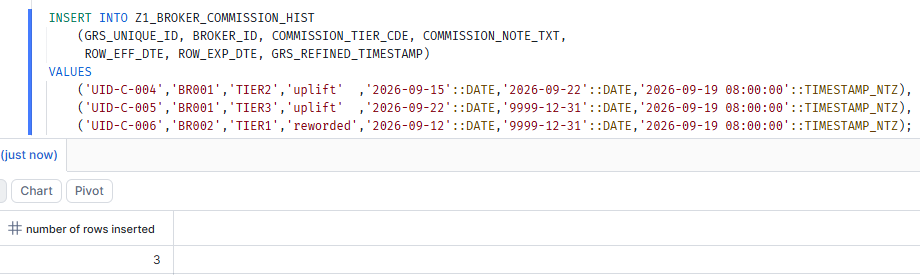 INSERT INTO Z1_BROKER_COMMISSION_HIST
(GRS_UNIQUE_ID, BROKER_ID, COMMISSION_TIER_CDE, COMMISSION_NOTE_TXT,
ROW_EFF_DTE, ROW_EXP_DTE, GRS_REFINED_TIMESTAMP)
VALUES
('UID-C-004','BR001','TIER2','uplift  ,'2026-09-15'::DATE,'2026-09-22'::DATE,'2026-09-19 08:00:00'::TIMESTAMP_NTZ),
('UID-C-005','BR001','TIER3','uplift  ,'2026-09-22'::DATE,'9999-12-31'::DATE,'2026-09-19 08:00:00'::TIMESTAMP_NTZ),
('UID-C-006','BR002','TIER1','reworded','2026-09-12'::DATE,'9999-12-31'::DATE,'2026-09-19 08:00:00'::TIMESTAMP_NTZ);
(just now)
Chart Pivot
# number of rows inserted
3